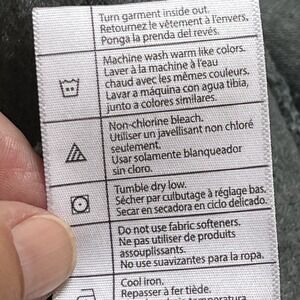 Turn garment inside out.
Retournez le vêtement à l'envers.
Ponga la prenda del revés.
Machine wash warm like colors.
Laver à la machine à l'eau
chaud avec les mêmes couleurs.
Lavar a máquina con agua tibia,
junto a colores similares.
Non-chlorine bleach.
Utiliser un javellisant non chloré
seulement.
Usar solamente blanqueador
sin cloro.
Tumble dry low.
Sécher par culbutage à réglage bas.
Secar en secadora en ciclo delicado.
Do not use fabric softeners.
Ne pas utiliser de produits
assouplissants.
No use suavizantes para la ropa.
Cool iron.
Repasser à fer tiède.
temperatura